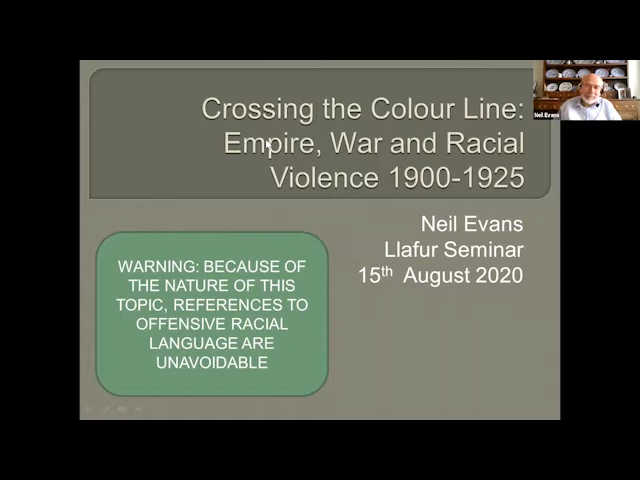 Crossing the Colour Line:
Empire, War and Racial
Violence 1900-1925
Neil Evans
Llafur Seminar
15th August 2020
WARNING: BECAUSE OF
THE NATURE OF THIS
TOPIC, REFERENCES TO
OFFENSIVE RACIAL
LANGUAGE ARE
UNAVOIDABLE
Neil Evans